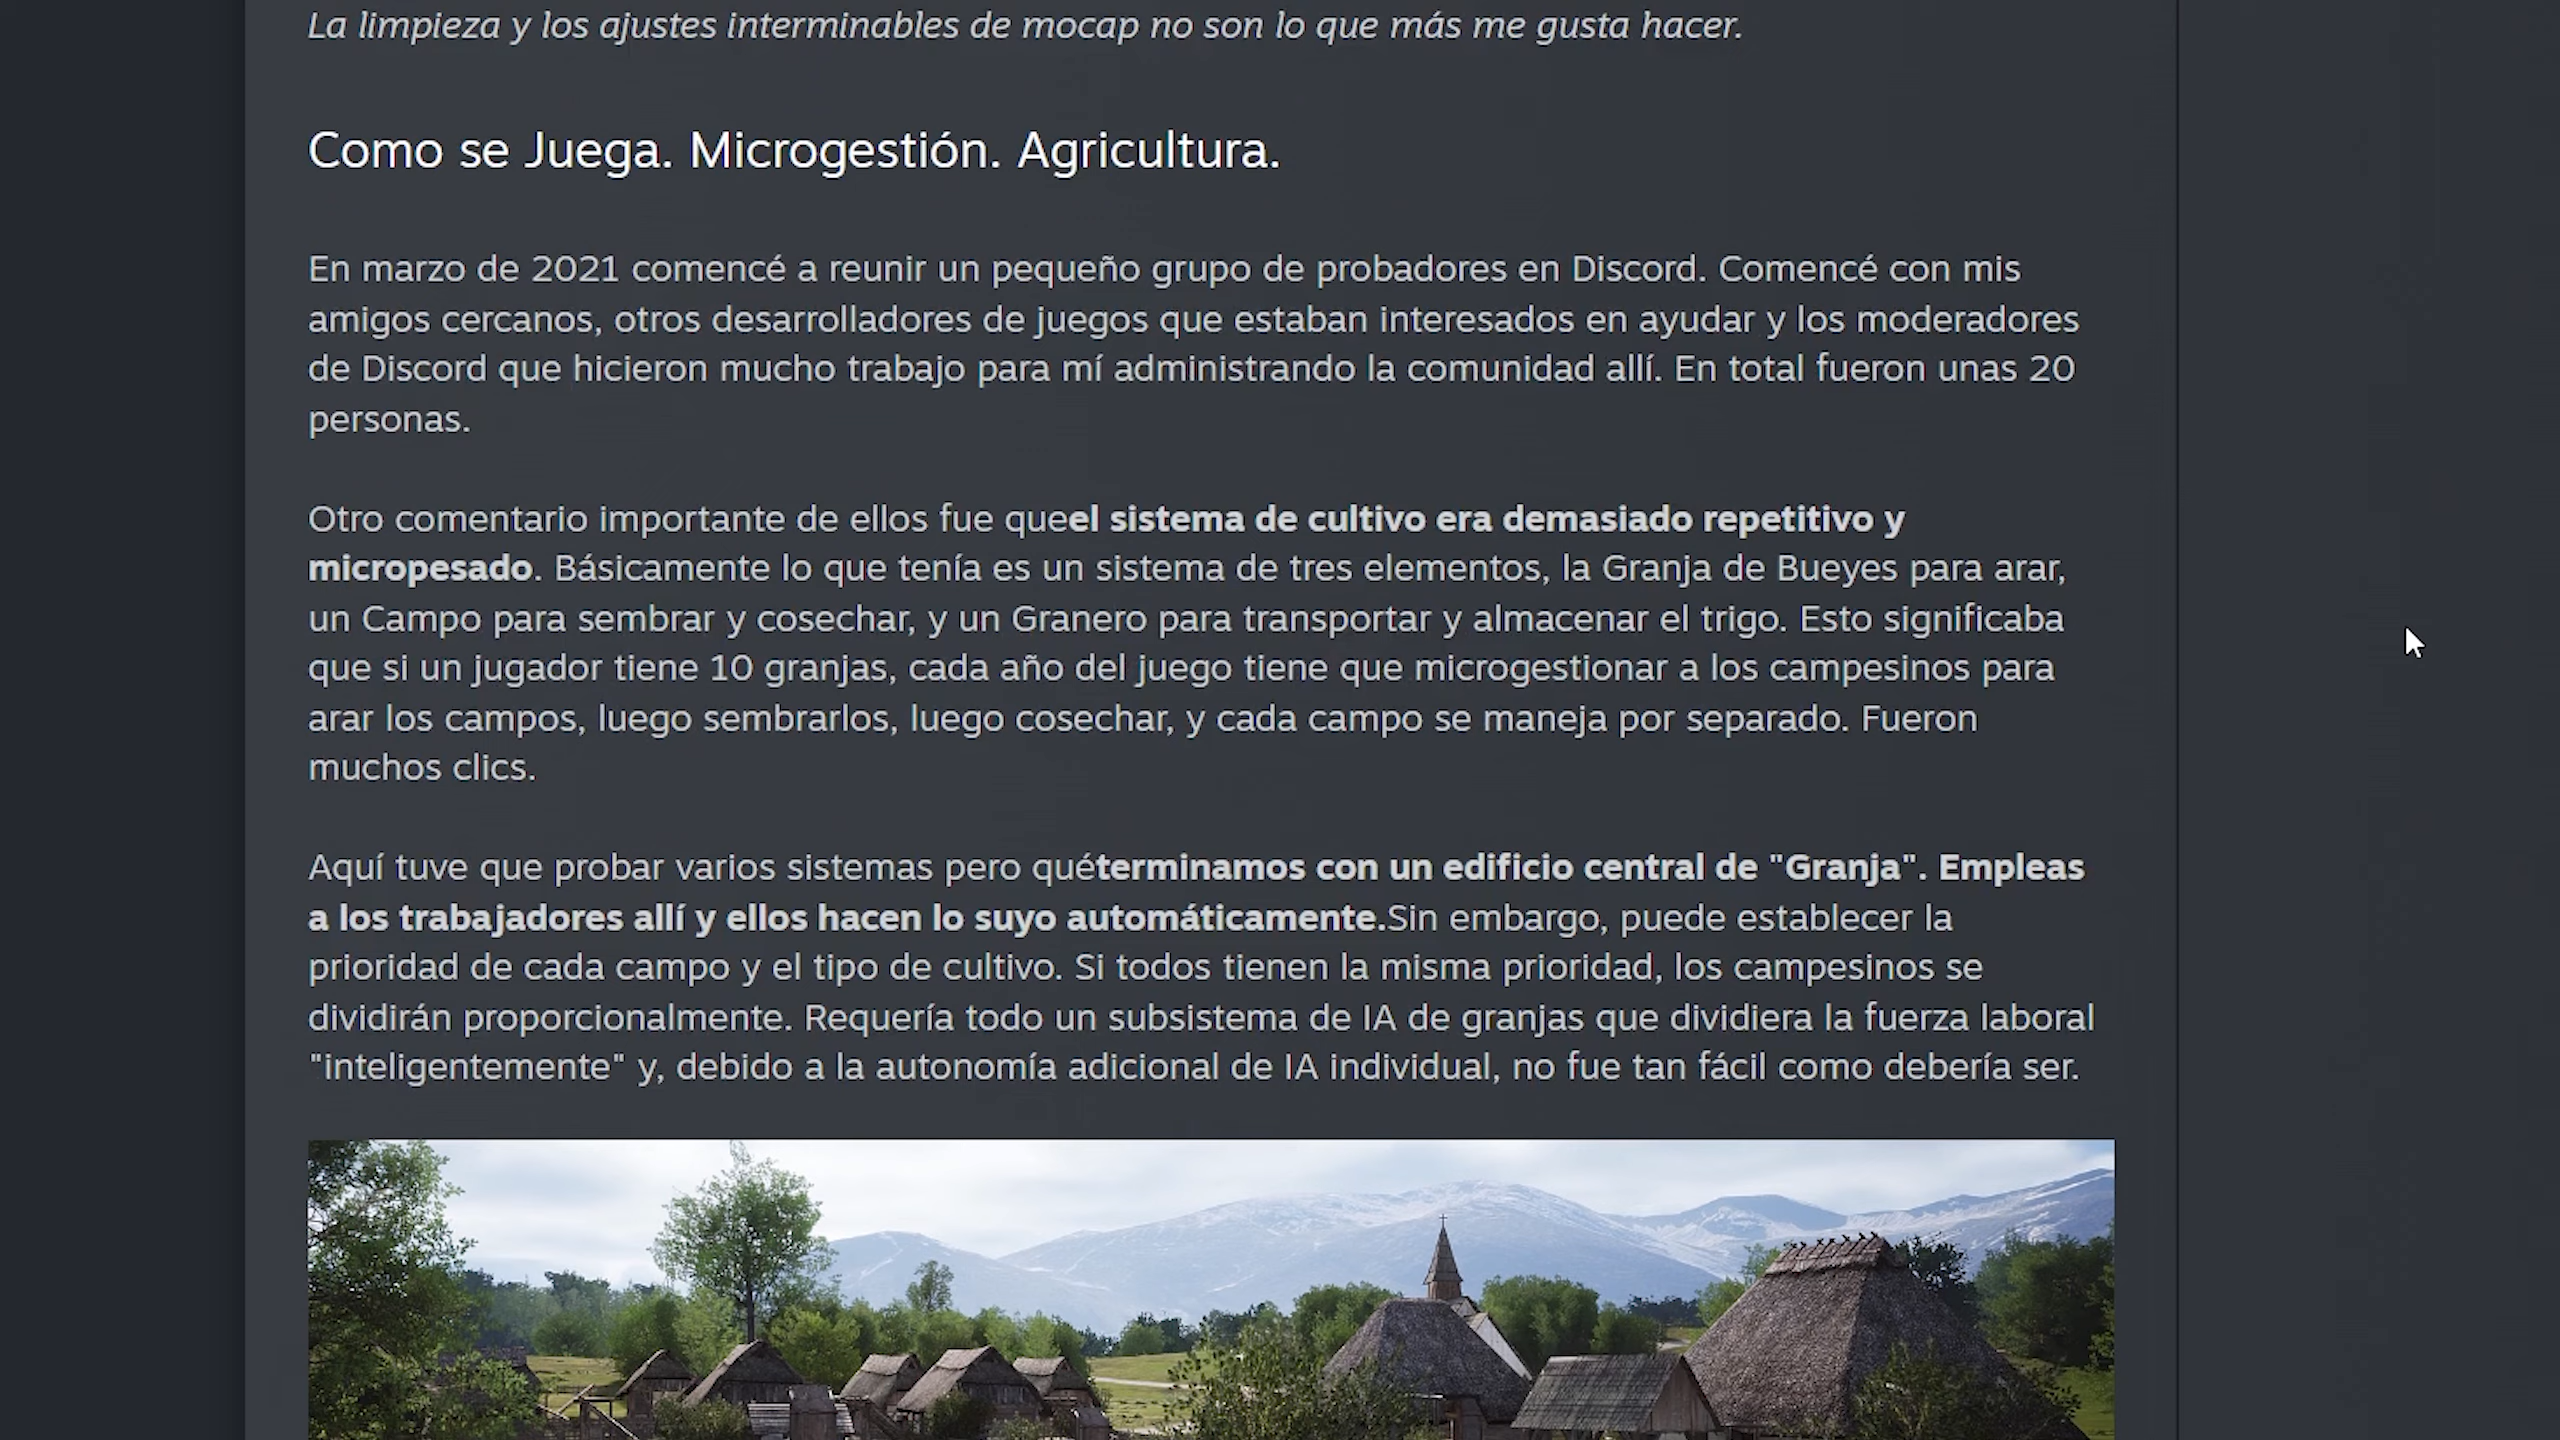 La limpieza y los ajustes interminables de mocap no son lo que más me gusta hacer.
Como se Juega. Microgestión. Agricultura.
En marzo de 2021 comencé a reunir un pequeño grupo de probadores en Discord. Comencé con mis
amigos cercanos, otros desarrolladores de juegos que estaban interesados en ayudar y los moderadores
de Discord que hicieron mucho trabajo para mí administrando la comunidad allí. En total fueron unas 20
personas.
Otro comentario importante de ellos fue queel sistema de cultivo era demasiado repetitivo y
micropesado. Básicamente lo que tenía es un sistema de tres elementos, la Granja de Bueyes para arar,
un Campo para sembrar y cosechar, y un Granero para transportar y almacenar el trigo. Esto significaba
que si un jugador tiene 10 granjas, cada año del juego tiene que microgestionar a los campesinos para
arar los campos, luego sembrarlos, luego cosechar, y cada campo se maneja por separado. Fueron
muchos clics.
Aquí tuve que probar varios sistemas pero quéterminamos con un edificio central de "Granja". Empleas
a los trabajadores allí y ellos hacen lo suyo automáticamente.Sin embargo, puede establecer la
prioridad de cada campo y el tipo de cultivo. Si todos tienen la misma prioridad, los campesinos se
dividirán proporcionalmente. Requería todo un subsistema de IA de granjas que dividiera la fuerza laboral
"inteligentemente" y, debido a la autonomía adicional de IA individual, no fue tan fácil como debería ser.